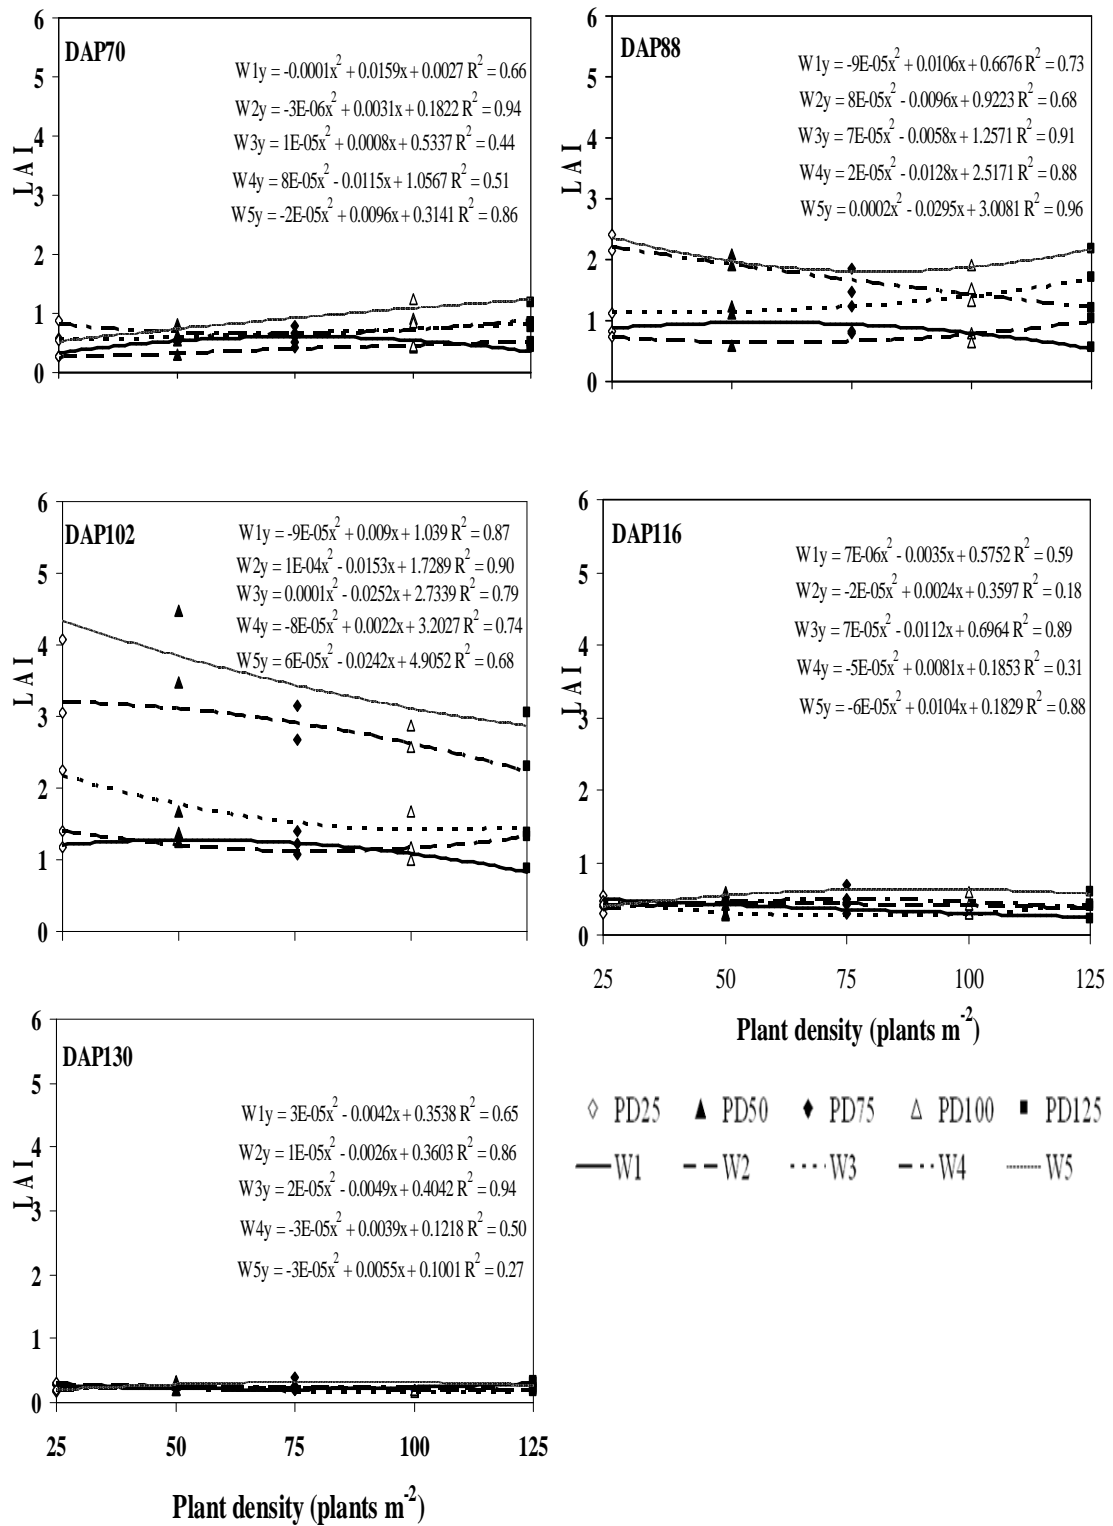 DAP70
W1y = -0.0001x² + 0.0159x + 0.0027 R² = 0.66
W2y = -3E-06x² + 0.0031x + 0.1822 R² = 0.94
W3y = 1E-05x² + 0.0008x + 0.5337 R² = 0.44
W4y = 8E-05x² - 0.0115x + 1.0567 R² = 0.51
W5y = -2E-05x² + 0.0096x + 0.3141 R² = 0.86
LAI
6
5
4
3
2
1
0
DAP88
W1y = -9E-05x² + 0.0106x + 0.6676 R² = 0.73
W2y = 8E-05x² - 0.0096x + 0.9223 R² = 0.68
W3y = 7E-05x² - 0.0058x + 1.2571 R² = 0.91
W4y = 2E-05x² - 0.0128x + 2.5171 R² = 0.88
W5y = 0.0002x² - 0.0295x + 3.0081 R² = 0.96
LAI
6
5
4
3
2
1
0
DAP102
W1y = -9E-05x² + 0.009x + 1.039 R² = 0.87
W2y = 1E-04x² - 0.0153x + 1.7289 R² = 0.90
W3y = 0.0001x² - 0.0252x + 2.7339 R² = 0.79
W4y = -8E-05x² + 0.0022x + 3.2027 R² = 0.74
W5y = 6E-05x² - 0.0242x + 4.9052 R² = 0.68
LAI
6
5
4
3
2
1
0
DAP116
W1y = 7E-06x² - 0.0035x + 0.5752 R² = 0.59
W2y = -2E-05x² + 0.0024x + 0.3597 R² = 0.18
W3y = 7E-05x² - 0.0112x + 0.6964 R² = 0.89
W4y = -5E-05x² + 0.0081x + 0.1853 R² = 0.31
W5y = -6E-05x² + 0.0104x + 0.1829 R² = 0.88
LAI
6
5
4
3
2
1
0
25 50 75 100 125
Plant density (plants m⁻²)
DAP130
W1y = 3E-05x² - 0.0042x + 0.3538 R² = 0.65
W2y = 1E-05x² - 0.0026x + 0.3603 R² = 0.86
W3y = 2E-05x² - 0.0049x + 0.4042 R² = 0.94
W4y = -3E-05x² + 0.0039x + 0.1218 R² = 0.50
W5y = -3E-05x² + 0.0055x + 0.1001 R² = 0.27
LAI
6
5
4
3
2
1
0
25 50 75 100 125
Plant density (plants m⁻²)
PD25 PD50 PD75 PD100 PD125
W1 W2 W3 W4 W5